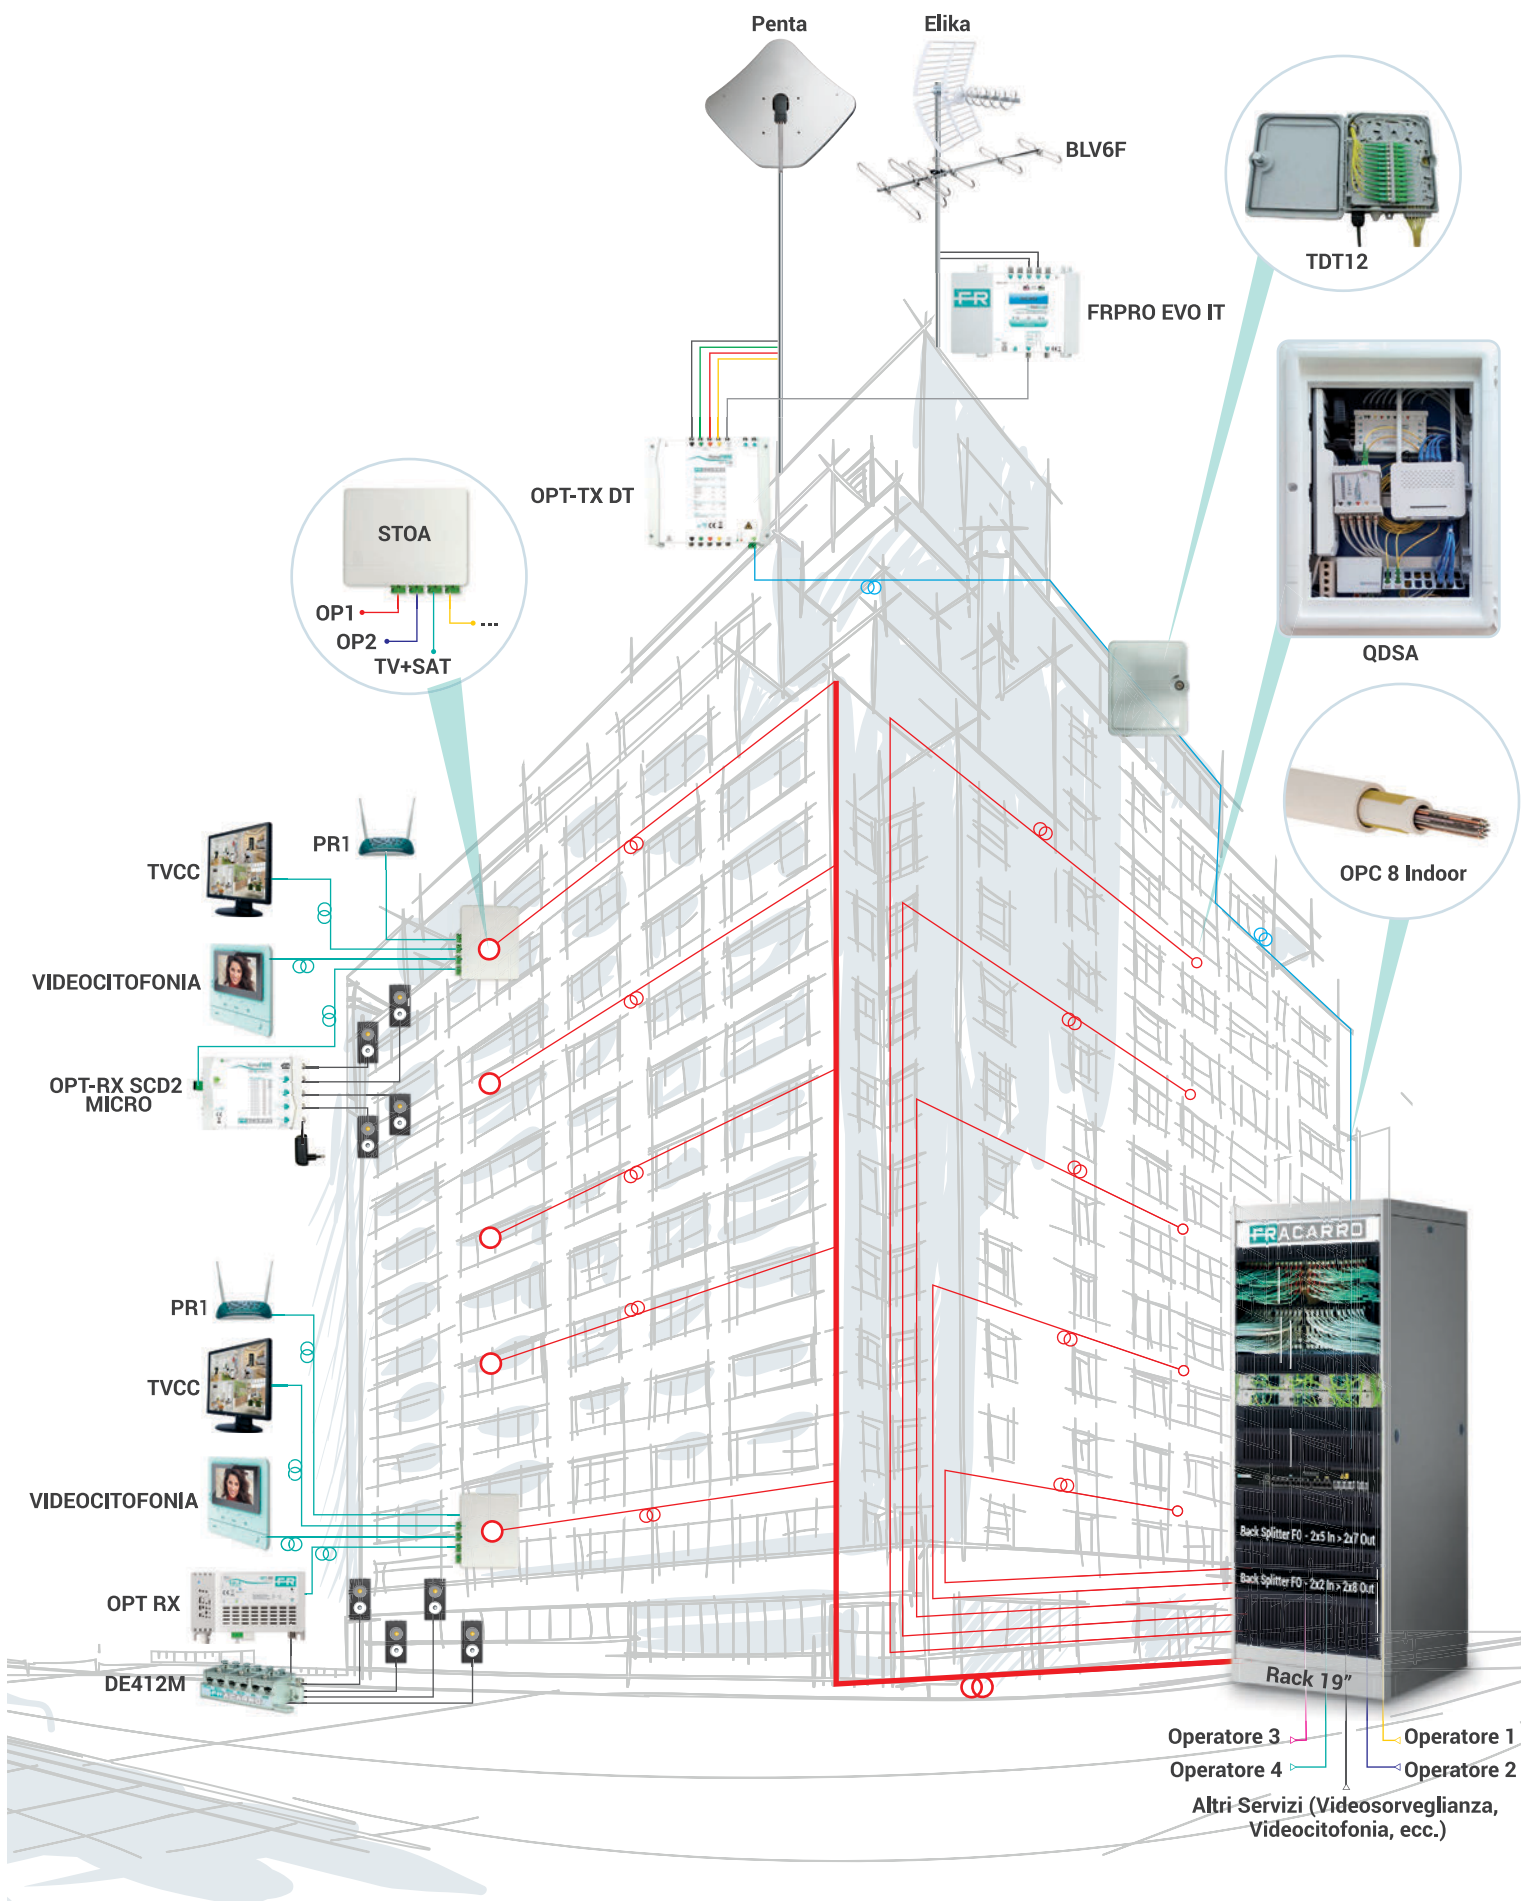 Penta
Elika
BLV6F
TDT12
FR
FRPRO EVO IT
OPT-TX DT
QDSA
STOA
OP1
OP2
...
TV+SAT
OPC 8 Indoor
PR1
TVCC
VIDEOCITOFONIA
OPT-RX SCD2
MICRO
FRACARRO
PR1
TVCC
VIDEOCITOFONIA
Back Splitter FO - 2x5 In > 2x7 Out
Back Splitter FO - 2x2 In > 2x8 Out
OPT RX
FR
DE412M
Rack 19”
Operatore 3
Operatore 1
Operatore 4
Operatore 2
Altri Servizi (Videosorveglianza,
Videocitofonia, ecc.)